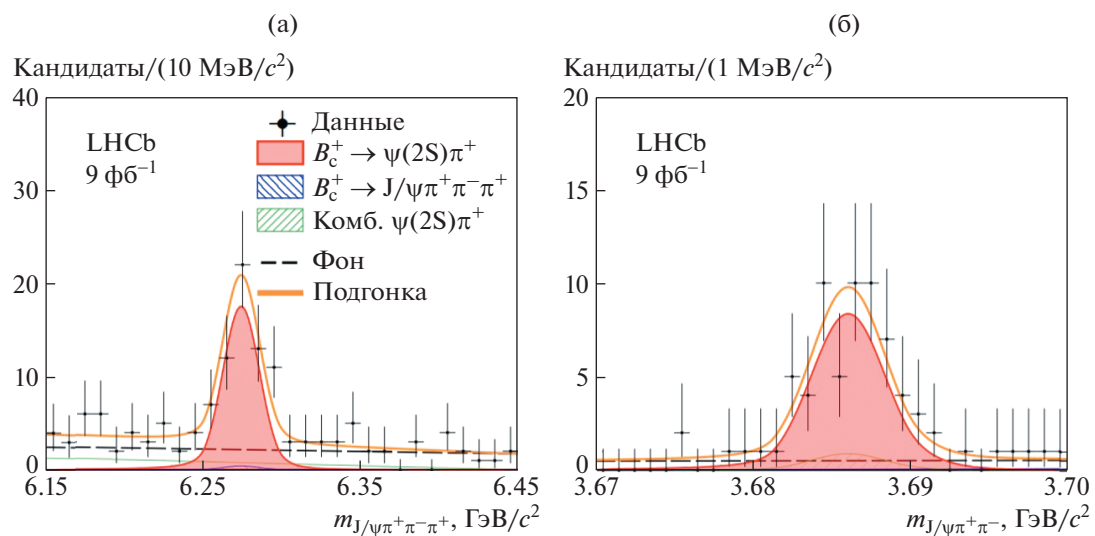 (а)
Кандидаты/(10 МэВ/c²)
40
30
20
10
0
6.15
6.25
6.35
6.45
LHCb
9 фб⁻¹
Данные
B_c⁺ → ψ(2S)π⁺
B_c⁺ → J/ψπ⁺π⁻π⁺
Комб. ψ(2S)π⁺
Фон
Подгонка
m_J/ψπ⁺π⁻π⁺, ГэВ/c²
(б)
Кандидаты/(1 МэВ/c²)
20
15
10
5
0
3.67
3.68
3.69
3.70
LHCb
9 фб⁻¹
m_J/ψπ⁺π⁻, ГэВ/c²